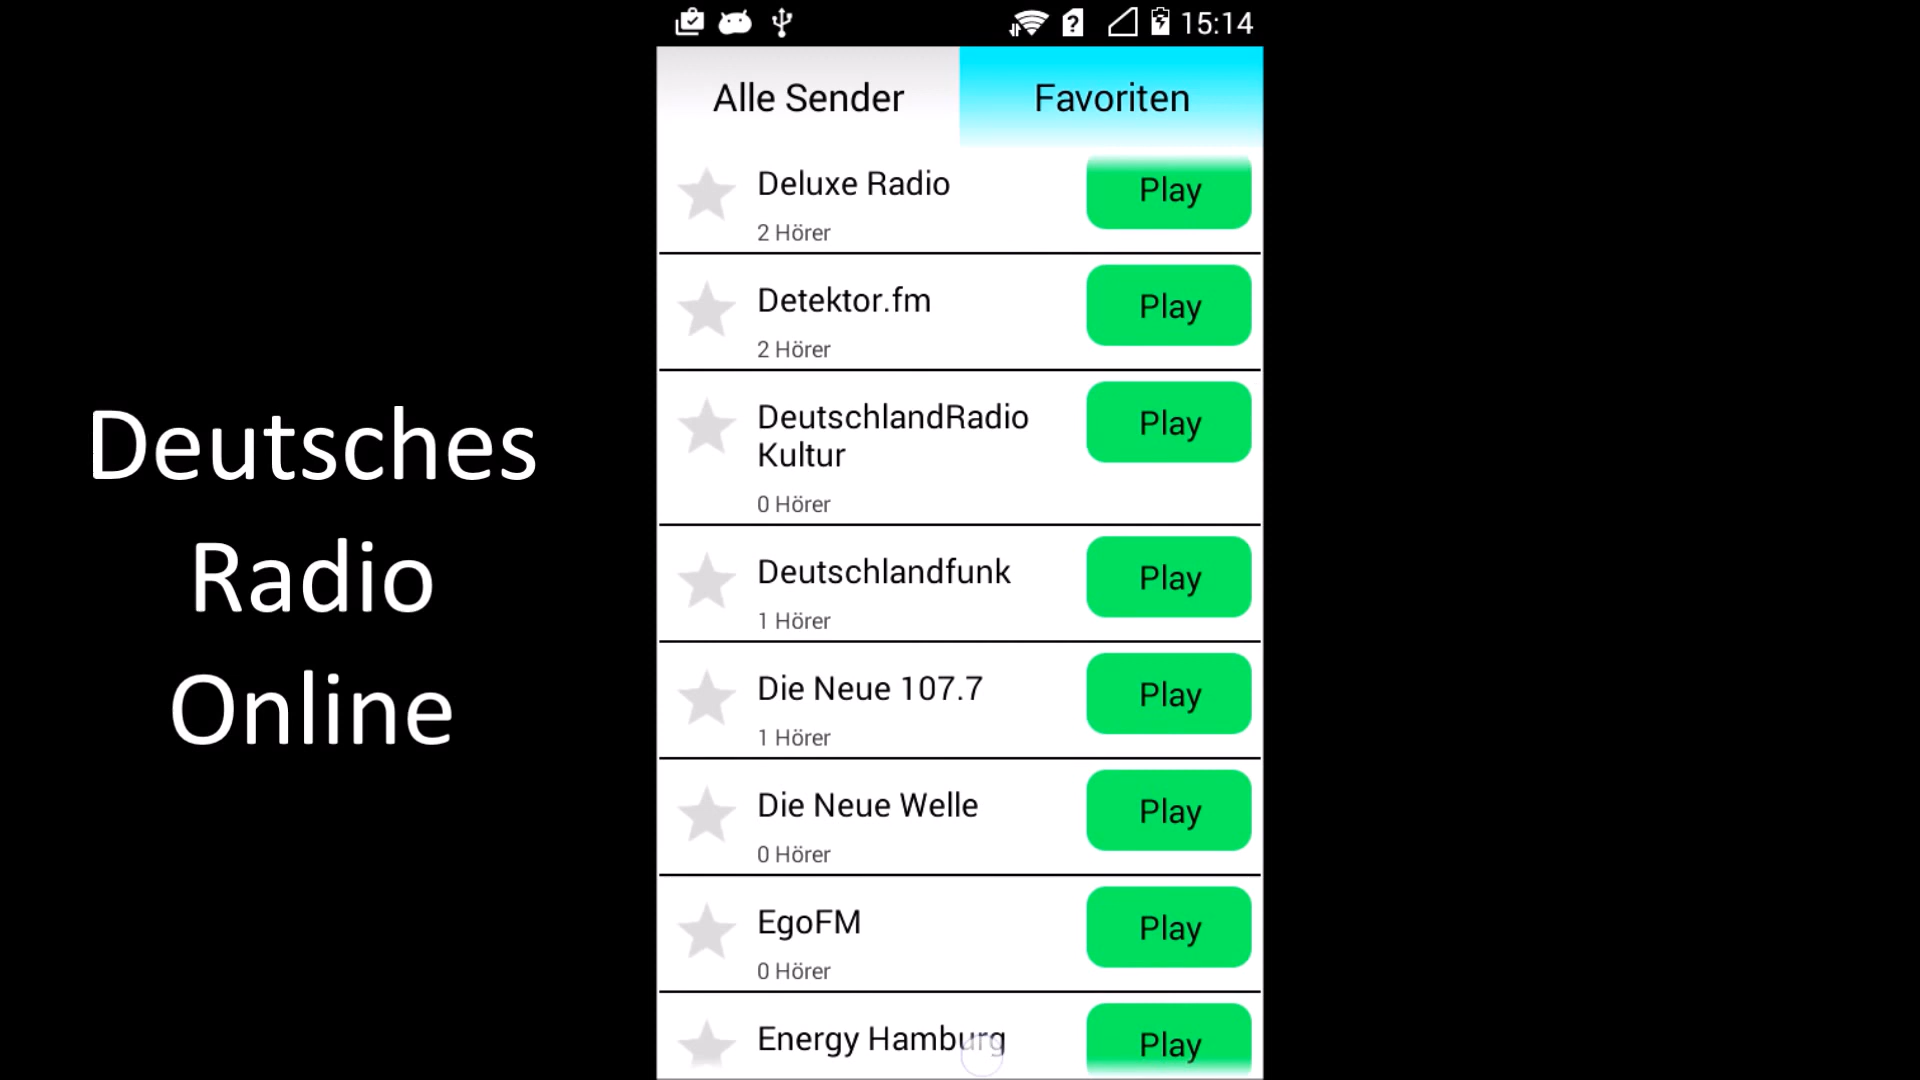 15:14
Alle Sender
Favoriten
Deluxe Radio
Play
2 Hörer
Detektor.fm
Play
2 Hörer
DeutschlandRadio
Kultur
Play
0 Hörer
Deutschlandfunk
Play
1 Hörer
Die Neue 107.7
Play
1 Hörer
Die Neue Welle
Play
0 Hörer
EgoFM
Play
0 Hörer
Energy Hamburg
Play
Deutsches
Radio
Online